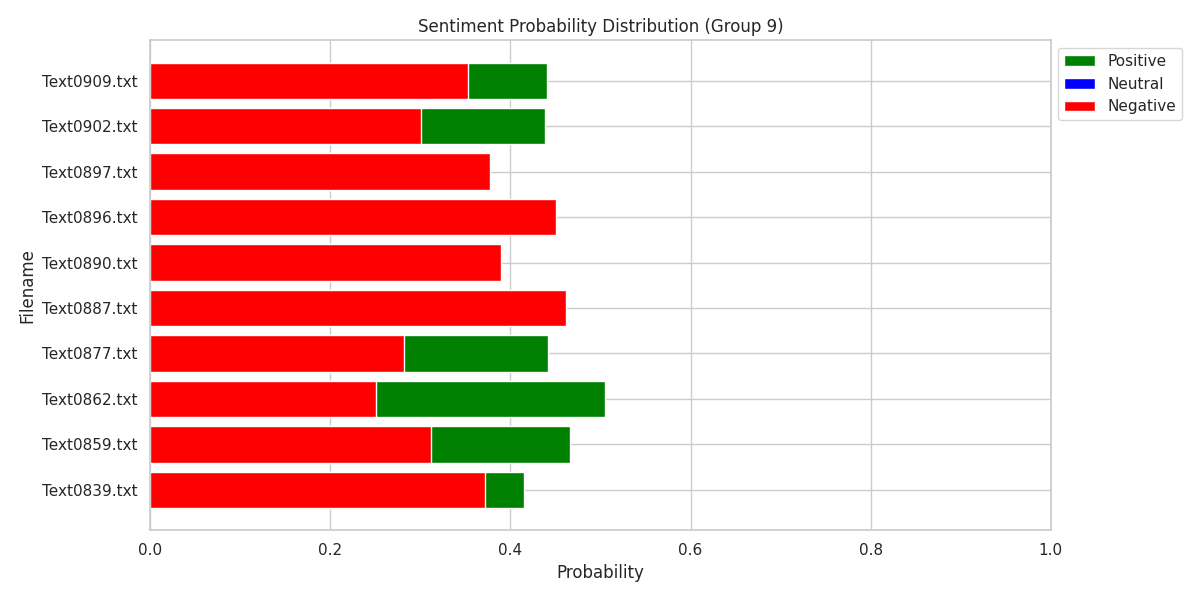 Sentiment Probability Distribution (Group 9)
Positive
Neutral
Negative
Text0909.txt
Text0902.txt
Text0897.txt
Text0896.txt
Text0890.txt
Text0887.txt
Text0877.txt
Text0862.txt
Text0859.txt
Text0839.txt
Filename
0.0 0.2 0.4 0.6 0.8 1.0
Probability